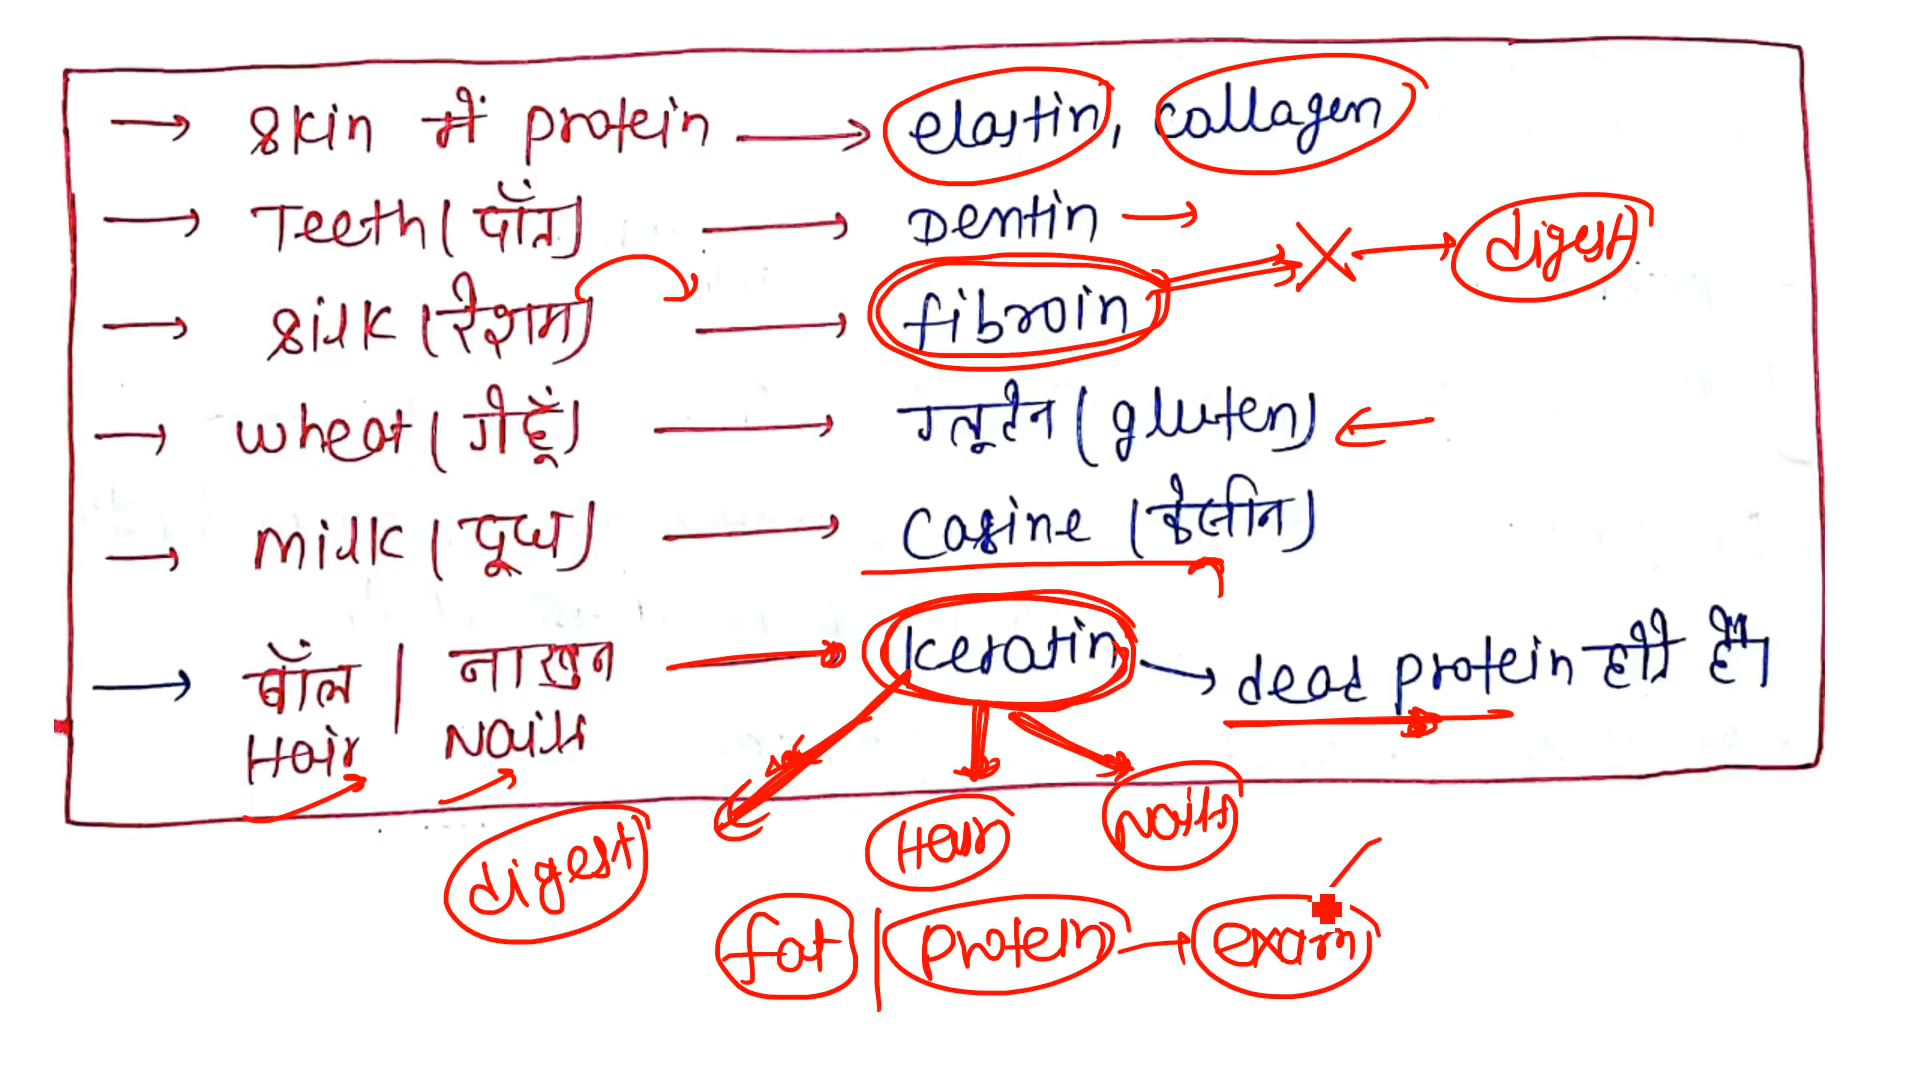 → Skin में protein → elastin, collagen
→ Teeth (दाँत) → Dentin →
→ Silk (रेशम) → fibroin → X → digest
→ wheat (गेहूँ) → ग्लूटेन (gluten) ←
→ Milk (दूध) → Casine (केसीन)
→ बॉल | नाखुन → keratin → dead protein होती है।
Hair Nails
digest Hair Nails
fat | protein → exam